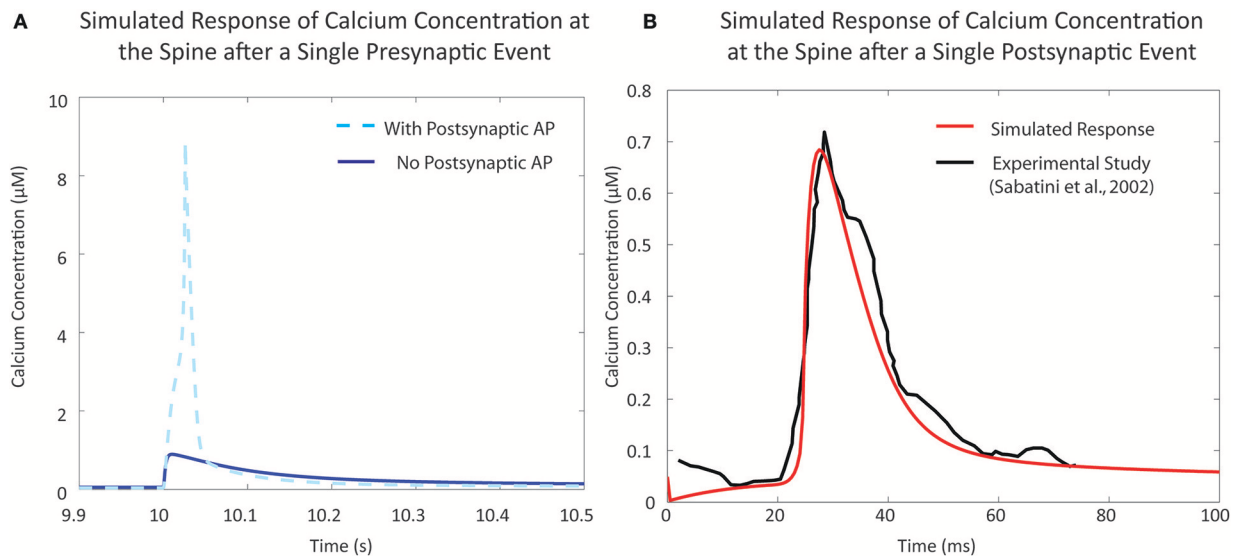 A
Simulated Response of Calcium Concentration at
the Spine after a Single Presynaptic Event
10
8
6
4
2
0
Calcium Concentration (µM)
With Postsynaptic AP
No Postsynaptic AP
9.9
10
10.1
10.2
10.3
10.4
10.5
Time (s)
B
Simulated Response of Calcium Concentration
at the Spine after a Single Postsynaptic Event
0.8
0.7
0.6
0.5
0.4
0.3
0.2
0.1
0
Calcium Concentration (µM)
Simulated Response
Experimental Study
(Sabatini et al., 2002)
0
20
40
60
80
100
Time (ms)